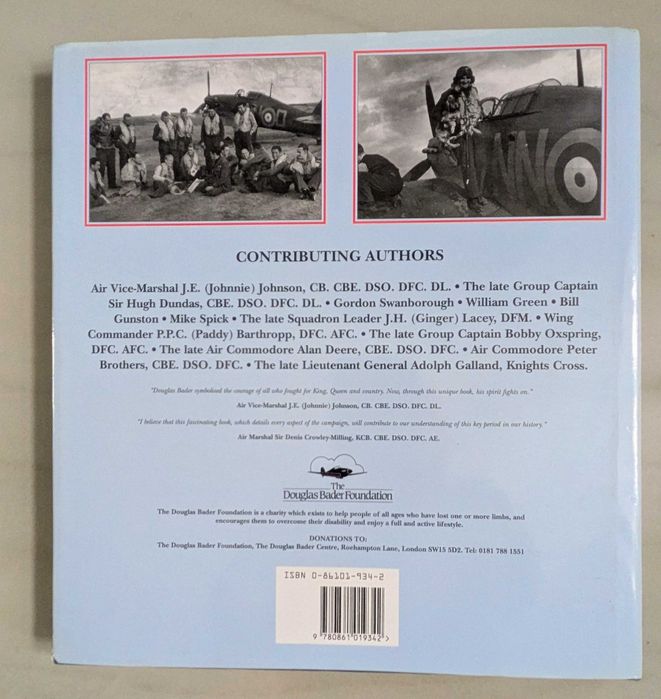 CONTRIBUTING AUTHORS
Air Vice-Marshal J.E. (Johnnie) Johnson, CB. CBE. DSO. DFC. DL. • The late Group Captain
Sir Hugh Dundas, CBE. DSO. DFC. DL. • Gordon Swanborough • William Green • Bill
Gunston • Mike Spick • The late Squadron Leader J.H. (Ginger) Lacey, DFM. • Wing
Commander P.P.C. (Paddy) Barthropp, DFC. AFC. • The late Group Captain Bobby Oxspring,
DFC. AFC. • The late Air Commodore Alan Deere, CBE. DSO. DFC. • Air Commodore Peter
Brothers, CBE. DSO. DFC. • The late Lieutenant General Adolph Galland, Knights Cross.
"Douglas Bader symbolised the courage of all who fought for King, Queen and country. Now, through this unique book, his spirit fights on."
Air Vice-Marshal J.E. (Johnnie) Johnson, CB. CBE. DSO. DFC. DL.
"I believe that this fascinating book, which details every aspect of the campaign, will contribute to our understanding of this key period in our history."
Air Marshal Sir Denis Crowley-Milling, KCB. CBE. DSO. DFC. AE.
The
Douglas Bader Foundation
The Douglas Bader Foundation is a charity which exists to help people of all ages who have lost one or more limbs, and
encourages them to overcome their disability and enjoy a full and active lifestyle.
DONATIONS TO:
The Douglas Bader Foundation, The Douglas Bader Centre, Roehampton Lane, London SW15 5D2. Tel: 0181 788 1551
ISBN 0-86101-934-2
9 780861 019342 >